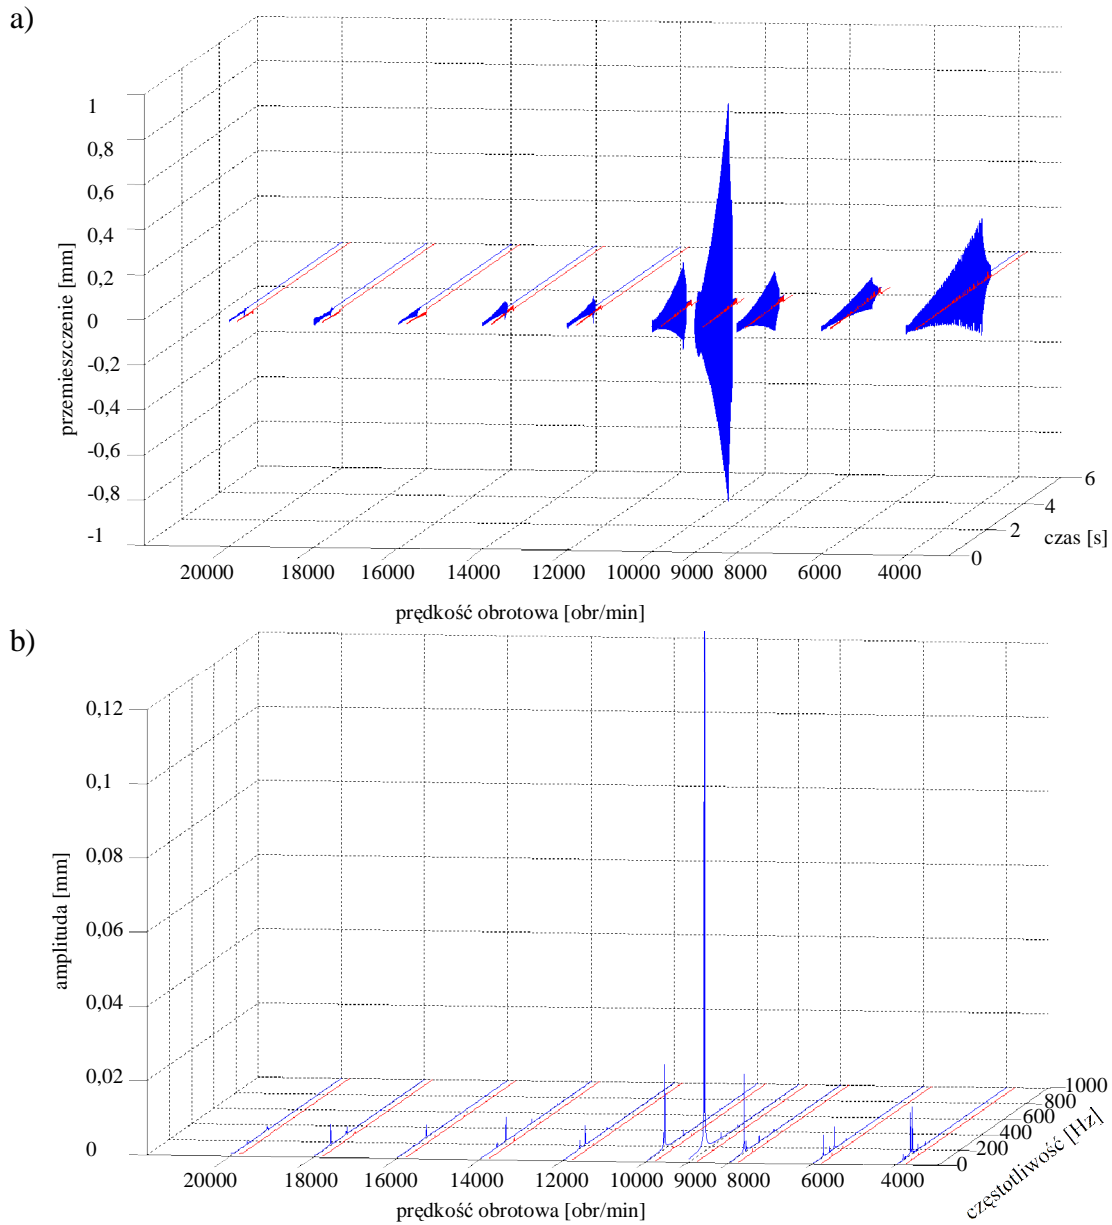 a)
1
0,8
0,6
0,4
0,2
0
-0,2
-0,4
-0,6
-0,8
-1
przemieszczenie [mm]
6
4
2
0
czas [s]
20000 18000 16000 14000 12000 10000 9000 8000 6000 4000
prędkość obrotowa [obr/min]
b)
0,12
0,1
0,08
0,06
0,04
0,02
0
amplituda [mm]
1000
800
600
400
200
0
częstotliwość [Hz]
20000 18000 16000 14000 12000 10000 9000 8000 6000 4000
prędkość obrotowa [obr/min]